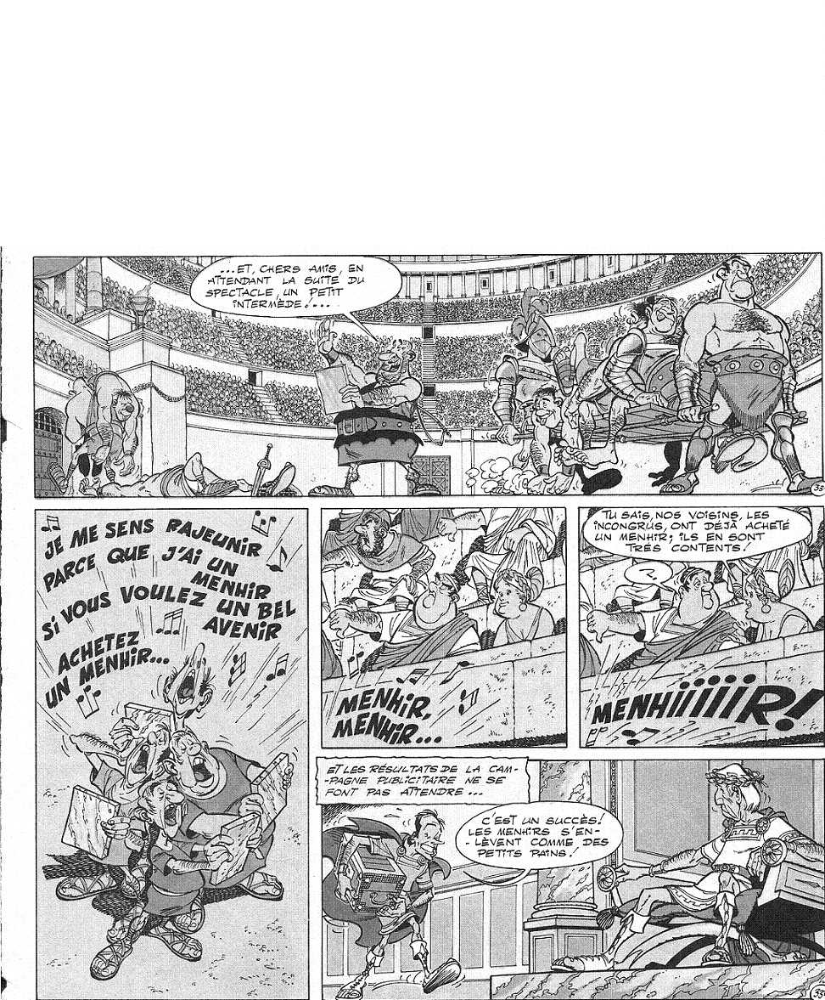 ...ET, CHERS AMIS, EN
ATTENDANT LA SUITE DU
SPECTACLE, UN PETIT
INTERMÈDE!...
JE ME SENS RAJEUNIR
PARCE QUE J'AI UN
MENHIR
SI VOUS VOULEZ UN BEL
AVENIR
ACHETEZ
UN MENHIR...
MENHIR,
MENHIR...
TU SAIS, NOS VOISINS, LES
INCONGRUS, ONT DÉJÀ ACHETÉ
UN MENHIR; ILS EN SONT
TRÈS CONTENTS!
?
MENHIIIIIIR!
ET LES RÉSULTATS DE LA CAM-
-PAGNE PUBLICITAIRE NE SE
FONT PAS ATTENDRE...
C'EST UN SUCCÈS!
LES MENHIRS S'EN-
-LÈVENT COMME DES
PETITS PAINS!